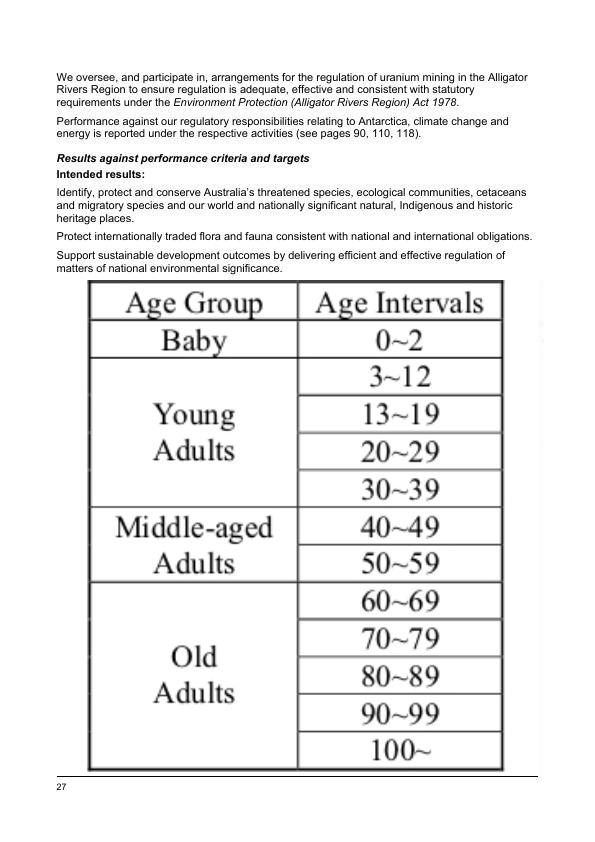 We oversee, and participate in, arrangements for the regulation of uranium mining in the Alligator
Rivers Region to ensure regulation is adequate, effective and consistent with statutory
requirements under the Environment Protection (Alligator Rivers Region) Act 1978.
Performance against our regulatory responsibilities relating to Antarctica, climate change and
energy is reported under the respective activities (see pages 90, 110, 118).
Results against performance criteria and targets
Intended results:
Identify, protect and conserve Australia's threatened species, ecological communities, cetaceans
and migratory species and our world and nationally significant natural, Indigenous and historic
heritage places.
Protect internationally traded flora and fauna consistent with national and international obligations.
Support sustainable development outcomes by delivering efficient and effective regulation of
matters of national environmental significance.
Age Group Age Intervals
Baby 0~2
Young
Adults
3~12
13~19
20~29
30~39
Middle-aged
Adults
40~49
50~59
Old
Adults
60~69
70~79
80~89
90~99
100~
27